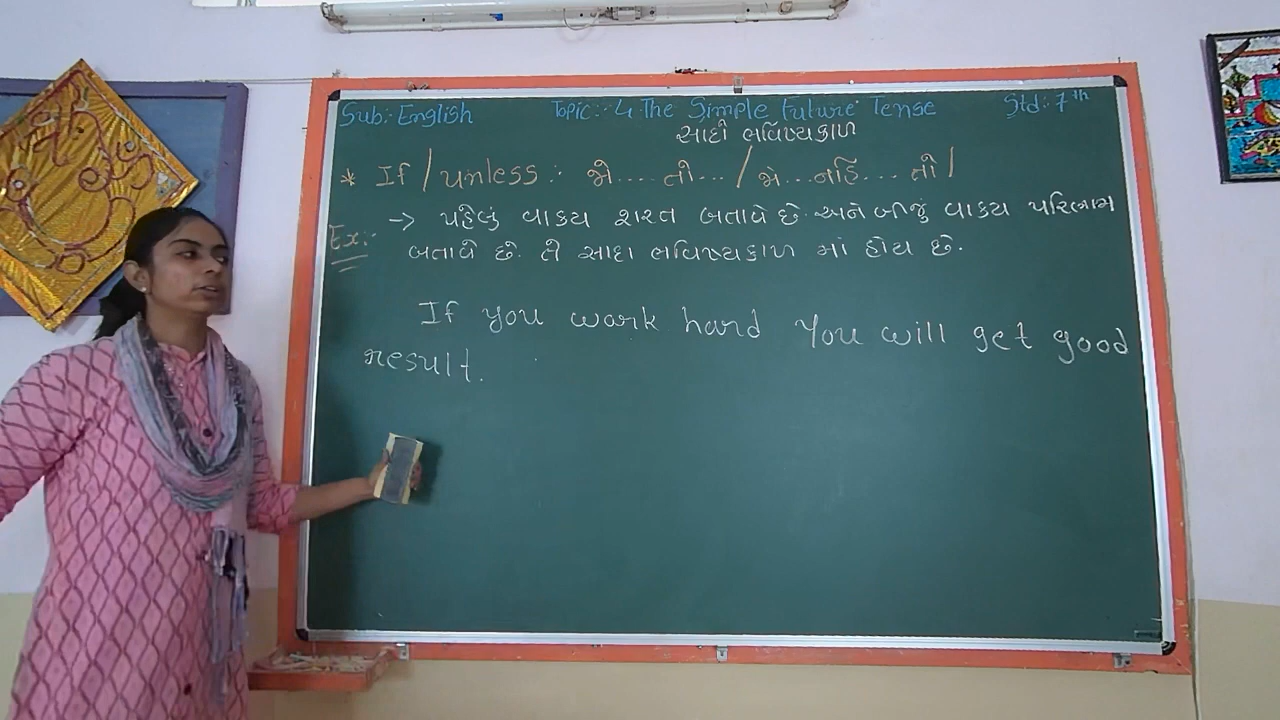 Sub:- English Topic:- 4 The Simple Future Tense Std:- 7th
સાદો ભવિષ્યકાળ
* If / unless :- જો.... તો... / જો...નહિ... તો /
Ex:- → પહેલું વાક્ય શરત બતાવે છે. અને બીજું વાક્ય પરિણામ
બતાવે છે. તે સાદા ભવિષ્યકાળ માં હોય છે.
If you work hard you will get good
result.